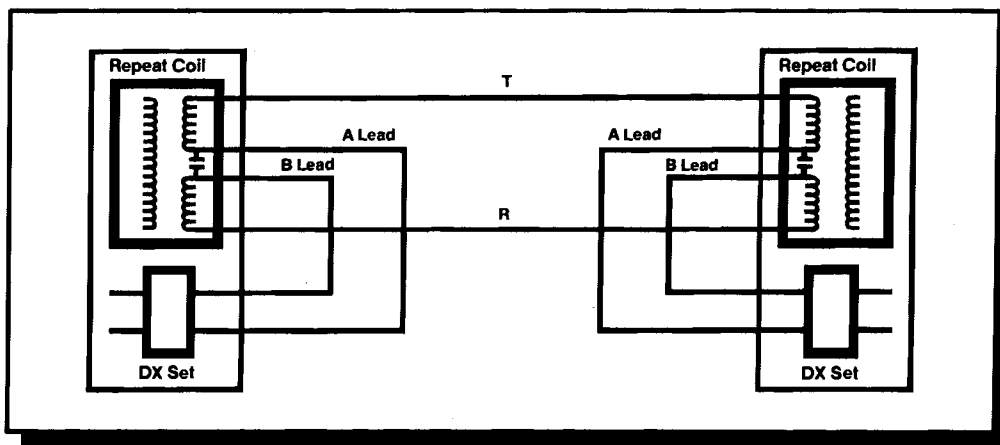 Repeat Coil
Repeat Coil
T
A Lead
A Lead
B Lead
B Lead
R
DX Set
DX Set